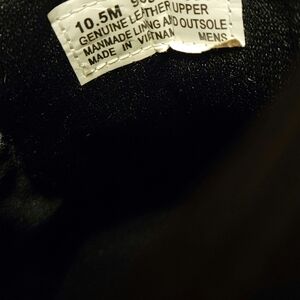 10.5M
GENUINE LEATHER UPPER
MANMADE LINING AND OUTSOLE
MADE IN VIETNAM MENS